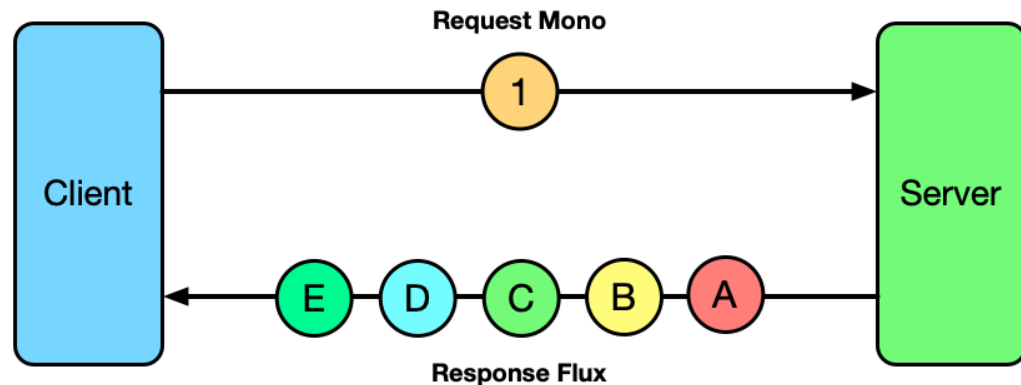 Request Mono
1
Client
Server
E D C B A
Response Flux